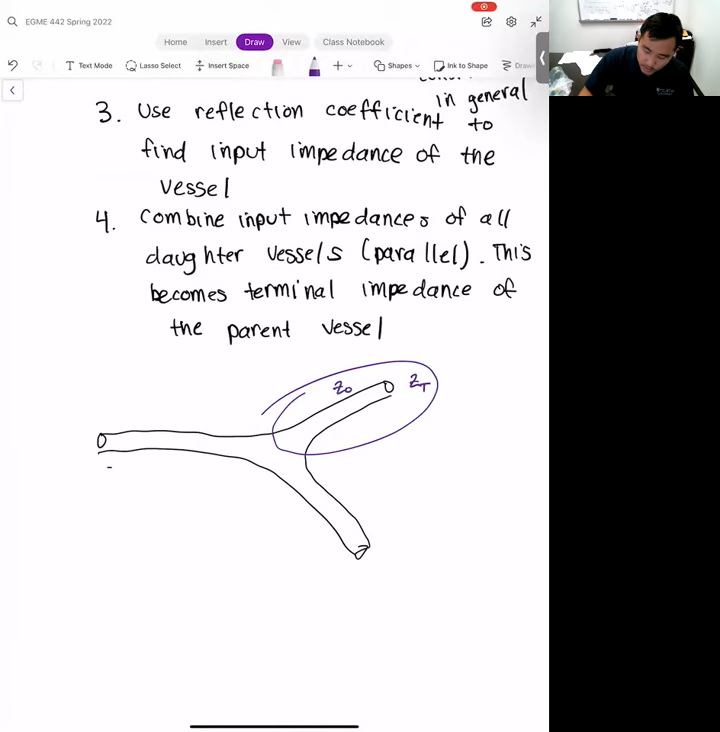 EGME 442 Spring 2022
Home Insert Draw View Class Notebook
Text Mode Lasso Select Insert Space Shapes Ink to Shape Draw
in general
3. Use reflection coefficient to
find input impedance of the
vessel
4. Combine input impedances of all
daughter vessels (parallel). This
becomes terminal impedance of
the parent vessel
Z₀ Z_T